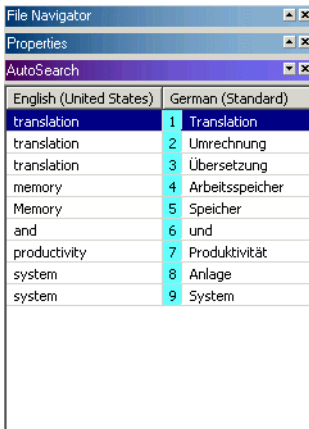 File Navigator
Properties
AutoSearch
English (United States) German (Standard)
translation 1 Translation
translation 2 Umrechnung
translation 3 Übersetzung
memory 4 Arbeitsspeicher
Memory 5 Speicher
and 6 und
productivity 7 Produktivität
system 8 Anlage
system 9 System